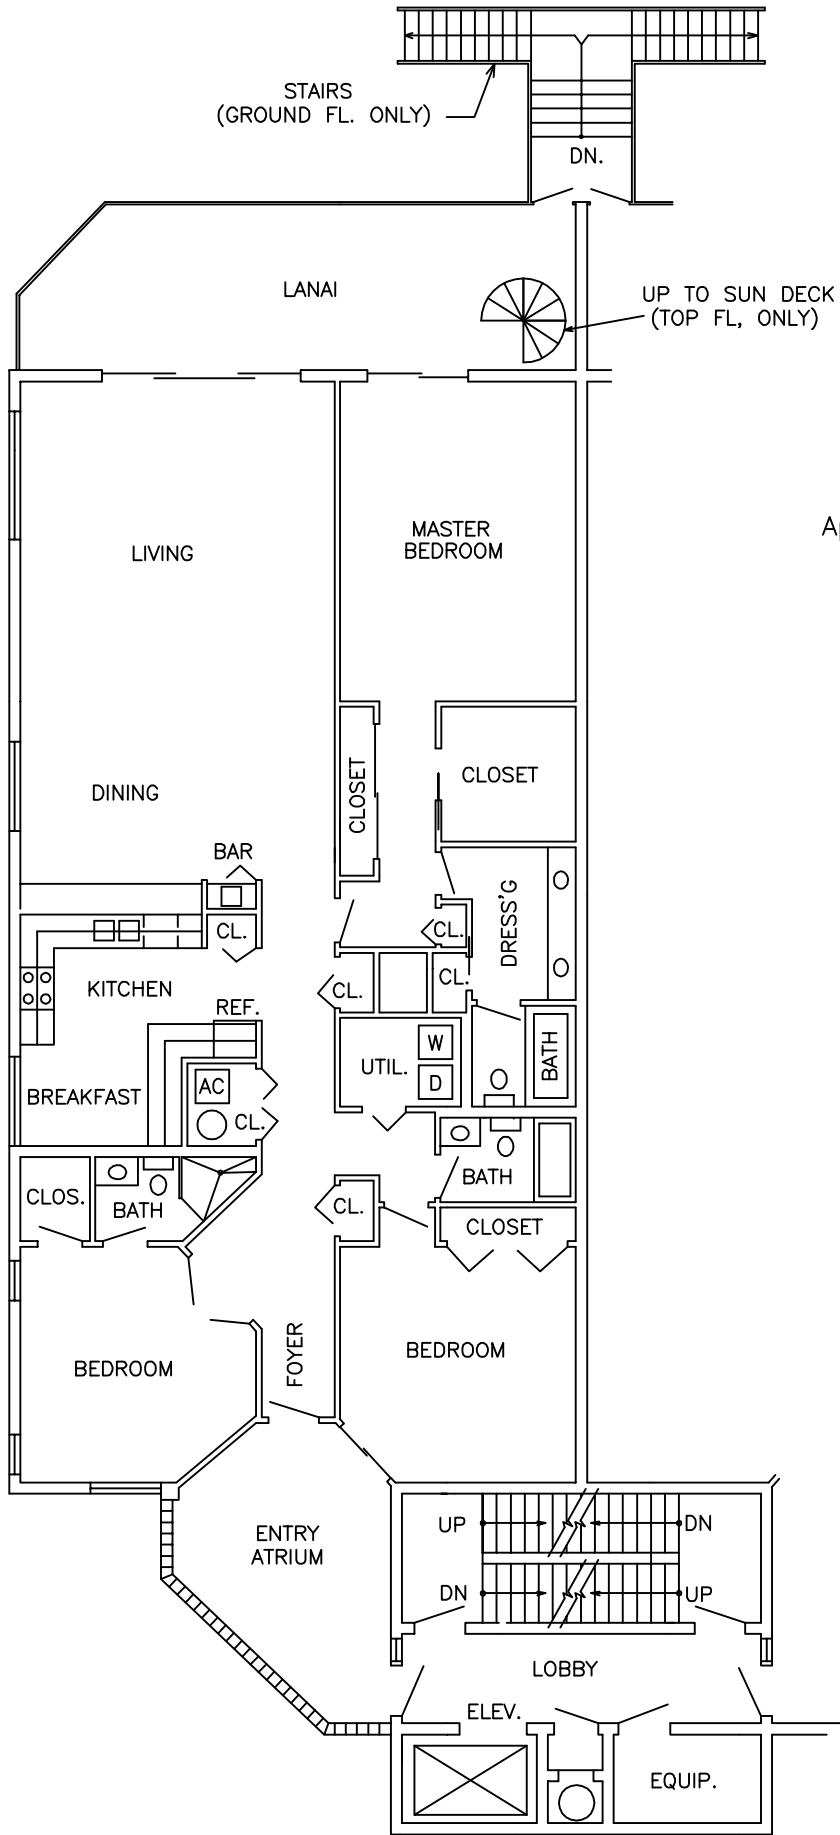 STAIRS
(GROUND FL. ONLY)
DN.
LANAI
UP TO SUN DECK
(TOP FL, ONLY)
MASTER
BEDROOM
LIVING
CLOSET
CLOSET
DINING
BAR
CL.
CL.
DRESS'G
KITCHEN
CL.
CL.
REF.
W
UTIL.
D
BATH
AC
BREAKFAST
CL.
BATH
CLOS.
BATH
CL.
CLOSET
FOYER
BEDROOM
BEDROOM
ENTRY
ATRIUM
UP
DN
DN
UP
LOBBY
ELEV.
EQUIP.